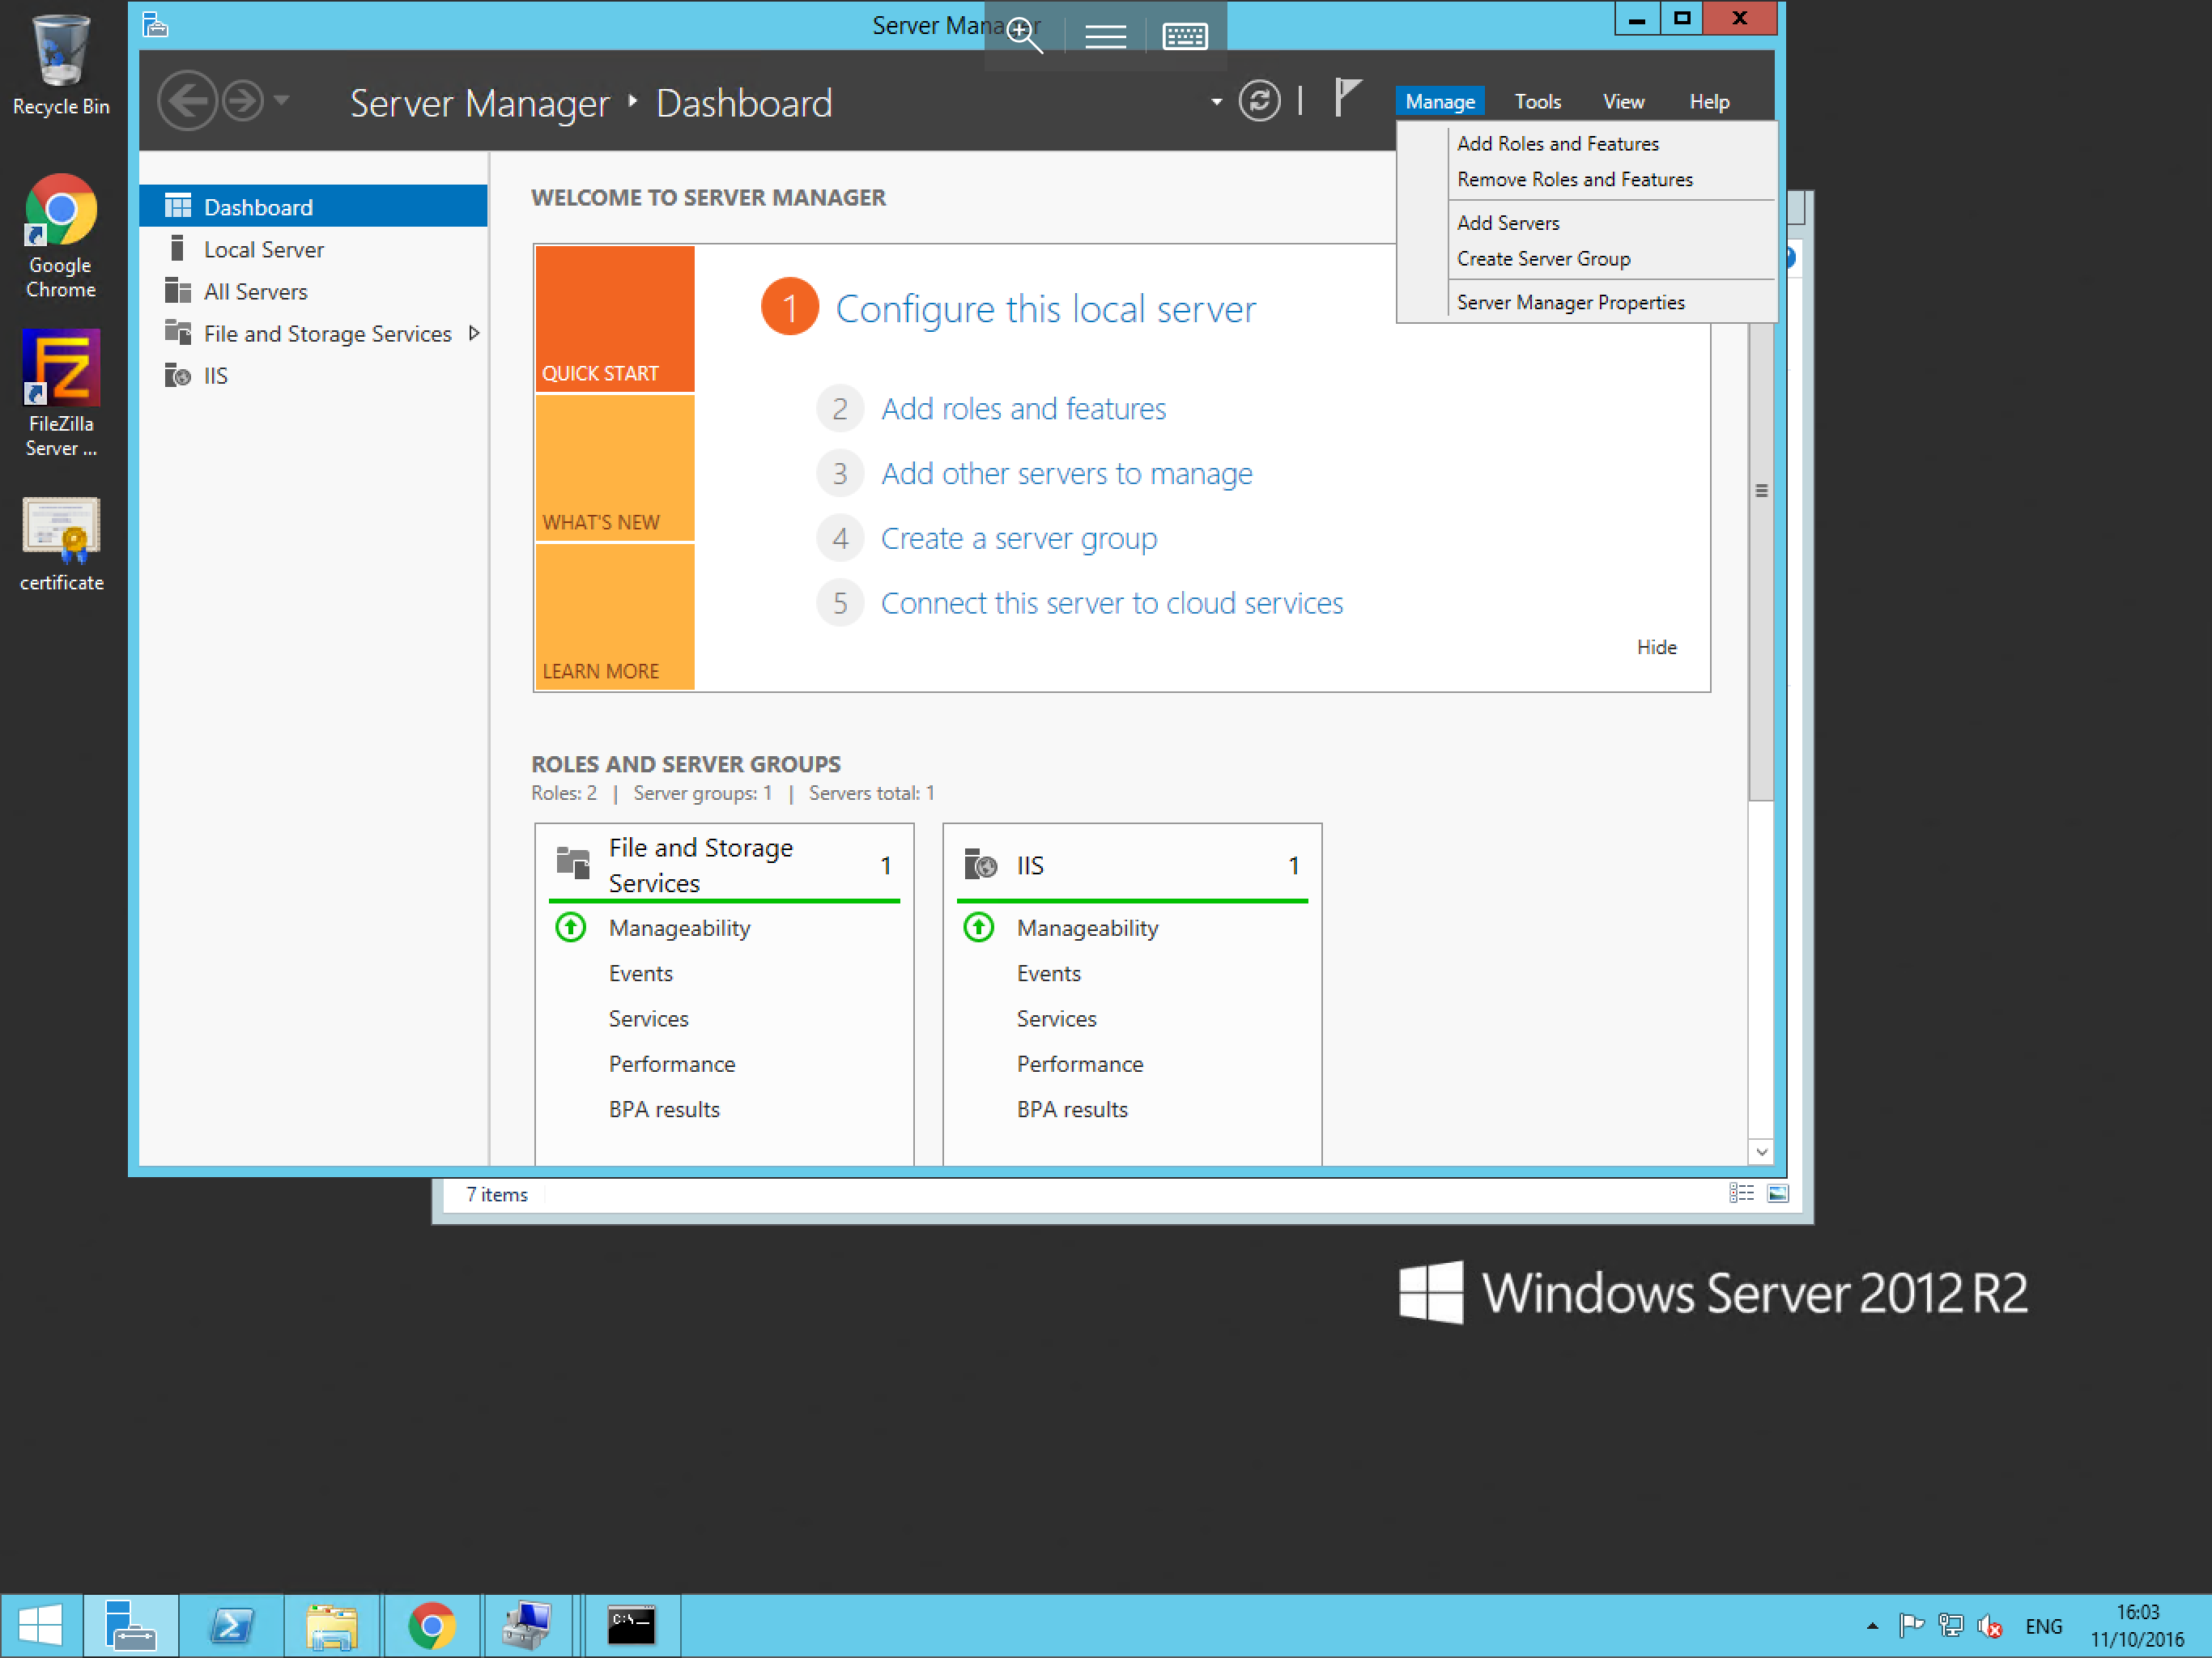 Recycle Bin
Google
Chrome
FileZilla
Server ...
certificate
Server Manager
Server Manager Dashboard
Manage Tools View Help
Add Roles and Features
Remove Roles and Features
Add Servers
Create Server Group
Server Manager Properties
Dashboard
Local Server
All Servers
File and Storage Services
IIS
WELCOME TO SERVER MANAGER
QUICK START
WHAT'S NEW
LEARN MORE
1 Configure this local server
2 Add roles and features
3 Add other servers to manage
4 Create a server group
5 Connect this server to cloud services
Hide
ROLES AND SERVER GROUPS
Roles: 2 | Server groups: 1 | Servers total: 1
File and Storage
Services 1
Manageability
Events
Services
Performance
BPA results
IIS 1
Manageability
Events
Services
Performance
BPA results
7 items
Windows Server 2012 R2
C:\_
ENG
16:03
11/10/2016